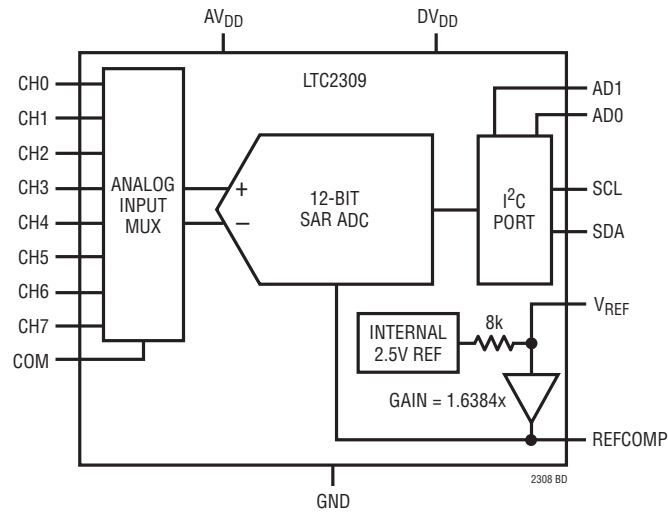 AVDD
DVDD
LTC2309
CH0
CH1
CH2
CH3
CH4
CH5
CH6
CH7
COM
ANALOG
INPUT
MUX
+
–
12-BIT
SAR ADC
I2C
PORT
AD1
AD0
SCL
SDA
VREF
INTERNAL
2.5V REF
8k
GAIN = 1.6384x
REFCOMP
2308 BD
GND